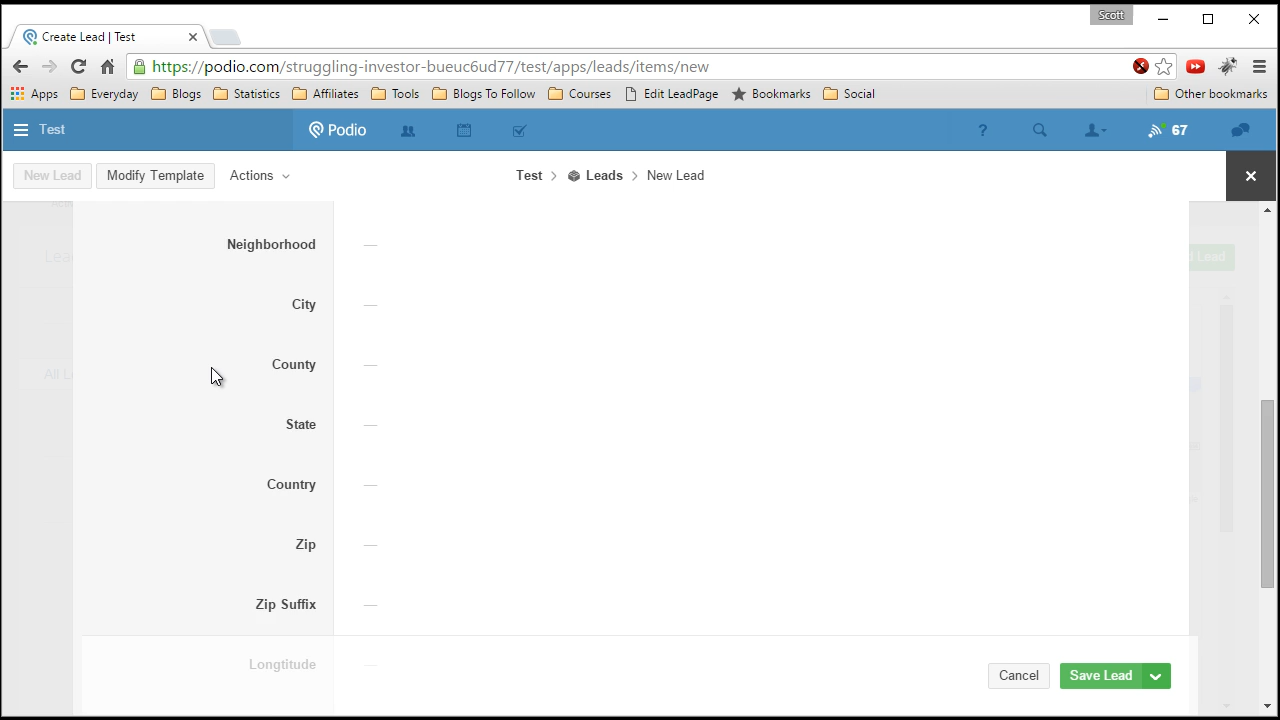 Scott
Create Lead | Test
https://podio.com/struggling-investor-bueuc6ud77/test/apps/leads/items/new
Apps Everyday Blogs Statistics Affiliates Tools Blogs To Follow Courses Edit LeadPage Bookmarks Social Other bookmarks
Test Podio ? 67
New Lead Modify Template Actions Test > Leads > New Lead
Neighborhood —
City —
County —
State —
Country —
Zip —
Zip Suffix —
Longtitude —
Cancel Save Lead